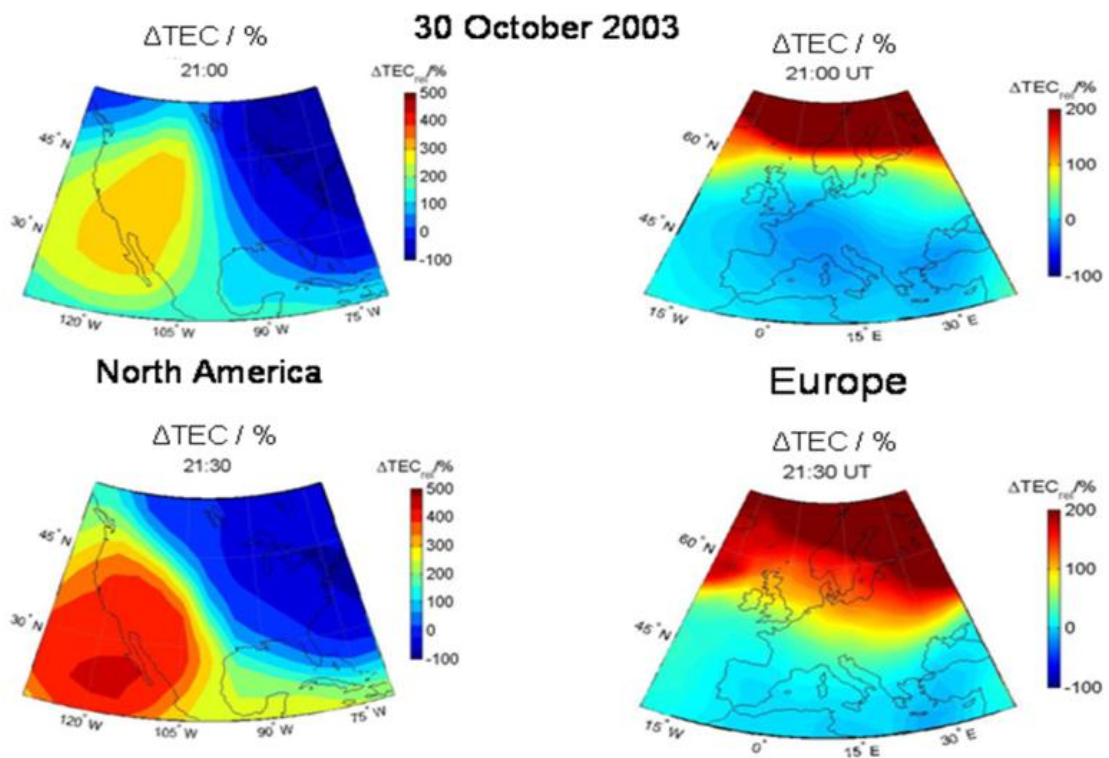 30 October 2003
ΔTEC / %
21:00
ΔTEC_rel/%
500
400
300
200
100
0
-100
45° N
30° N
120° W
105° W
90° W
75° W
North America
ΔTEC / %
21:00 UT
ΔTEC_rel/%
200
100
0
-100
60° N
45° N
15° W
0°
15° E
30° E
Europe
ΔTEC / %
21:30
ΔTEC_rel/%
500
400
300
200
100
0
-100
45° N
30° N
120° W
105° W
90° W
75° W
ΔTEC / %
21:30 UT
ΔTEC_rel/%
200
100
0
-100
60° N
45° N
15° W
0°
15° E
30° E